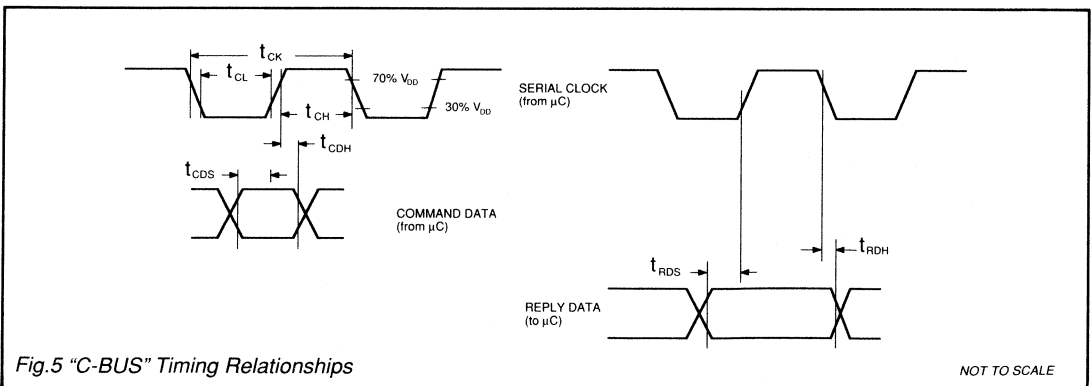 tCK
tCL
70% VDD
30% VDD
tCH
tCDH
tCDS
SERIAL CLOCK
(from µC)
COMMAND DATA
(from µC)
tRDH
tRDS
REPLY DATA
(to µC)
Fig.5 “C-BUS” Timing Relationships
NOT TO SCALE